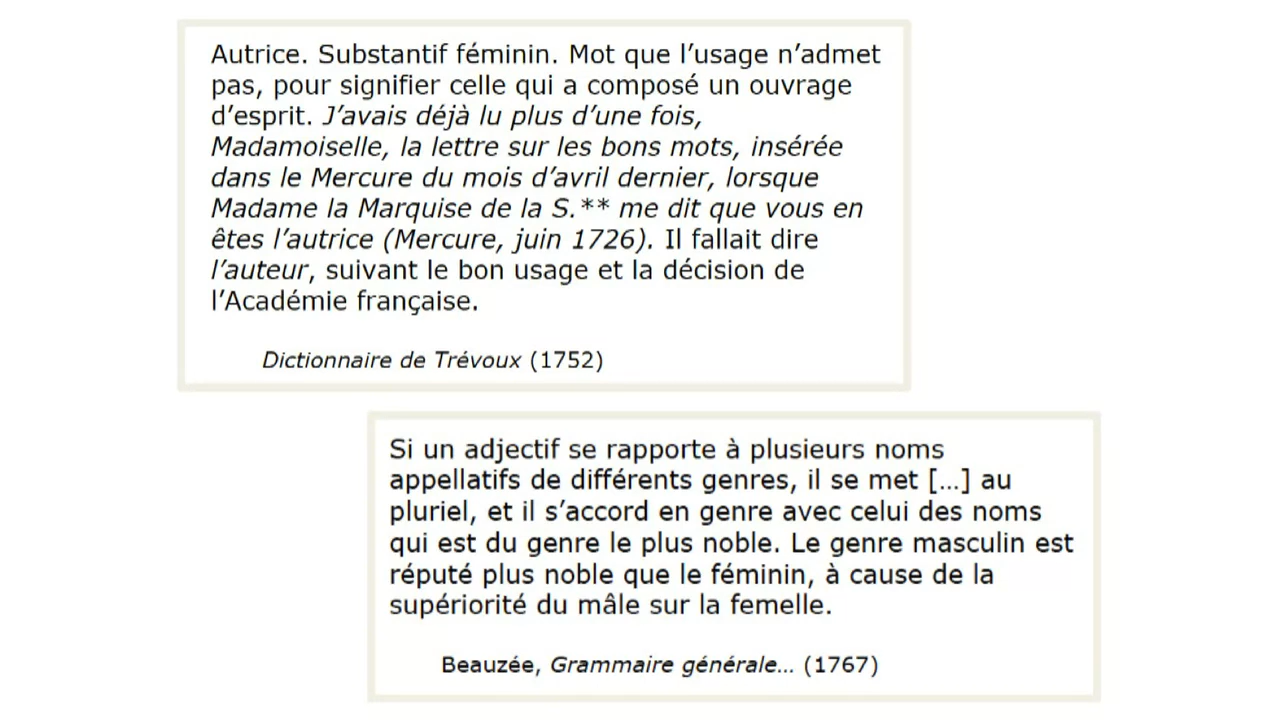 Autrice. Substantif féminin. Mot que l’usage n’admet
pas, pour signifier celle qui a composé un ouvrage
d’esprit. J’avais déjà lu plus d’une fois,
Madamoiselle, la lettre sur les bons mots, insérée
dans le Mercure du mois d’avril dernier, lorsque
Madame la Marquise de la S.** me dit que vous en
êtes l’autrice (Mercure, juin 1726). Il fallait dire
l’auteur, suivant le bon usage et la décision de
l’Académie française.
Dictionnaire de Trévoux (1752)
Si un adjectif se rapporte à plusieurs noms
appellatifs de différents genres, il se met […] au
pluriel, et il s’accord en genre avec celui des noms
qui est du genre le plus noble. Le genre masculin est
réputé plus noble que le féminin, à cause de la
supériorité du mâle sur la femelle.
Beauzée, Grammaire générale… (1767)